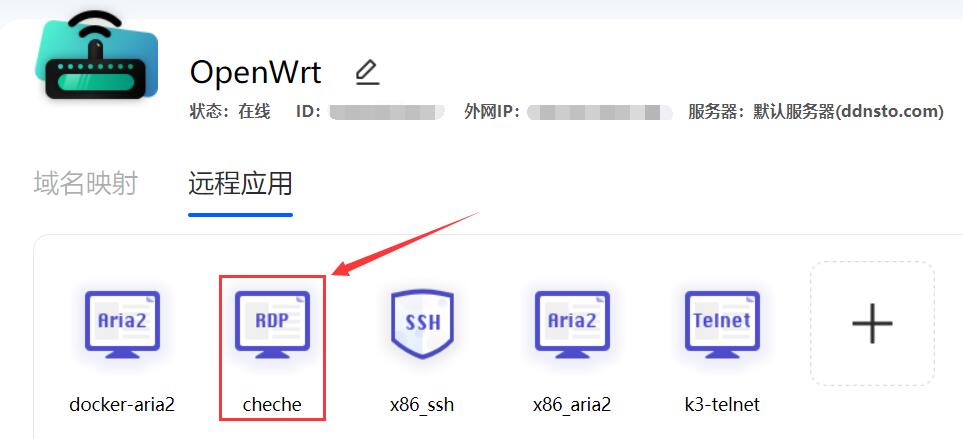 OpenWrt
状态：在线 ID： 外网IP： 服务器：默认服务器(ddnsto.com)
域名映射 远程应用
Aria2 RDP SSH Aria2 Telnet
docker-aria2 cheche x86_ssh x86_aria2 k3-telnet